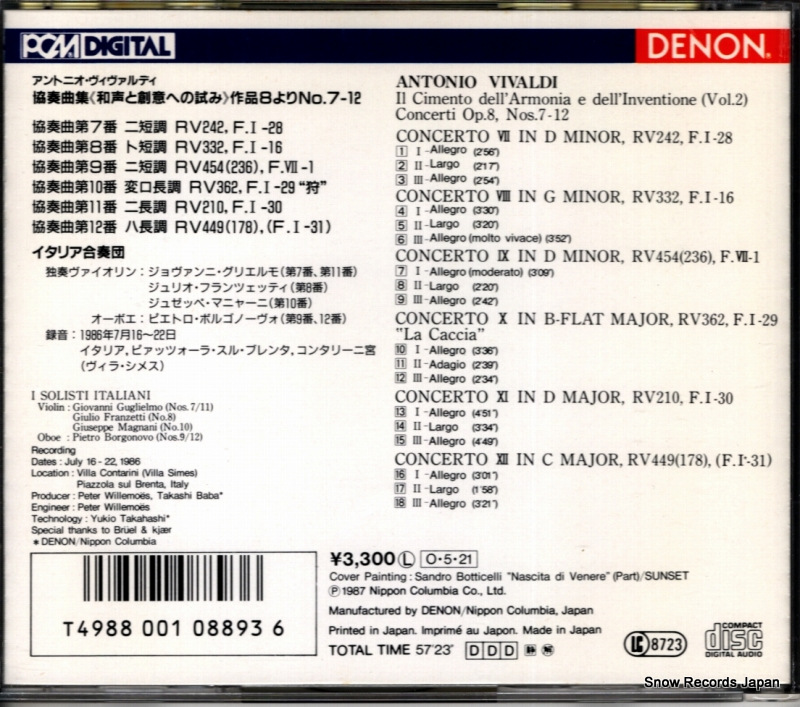 PCM DIGITAL
DENON
アントニオ・ヴィヴァルディ
協奏曲集《和声と創意への試み》作品8よりNo.7-12
協奏曲第7番 ニ短調 RV242, F.I-28
協奏曲第8番 ト短調 RV332, F.I-16
協奏曲第9番 ニ短調 RV454(236), F.VII-1
協奏曲第10番 変ロ長調 RV362, F.I-29 “狩”
協奏曲第11番 ニ長調 RV210, F.I-30
協奏曲第12番 ハ長調 RV449(178), (F.I-31)
イタリア合奏団
独奏ヴァイオリン：ジョヴァンニ・グリエルモ(第7番、第11番)
ジュリオ・フランツェッティ(第8番)
ジュゼッペ・マニャーニ(第10番)
オーボエ：ピエトロ・ボルゴノーヴォ(第9番、12番)
録音：1986年7月16〜22日
イタリア, ピアッツォーラ・スル・ブレンタ, コンタリーニ宮
(ヴィラ・シメス)
I SOLISTI ITALIANI
Violin : Giovanni Guglielmo (Nos.7/11)
Giulio Franzetti (No.8)
Giuseppe Magnani (No.10)
Oboe : Pietro Borgonovo (Nos.9/12)
Recording
Dates : July 16-22, 1986
Location : Villa Contarini (Villa Simes)
Piazzola sul Brenta, Italy
Producer : Peter Willemoës, Takashi Baba*
Engineer : Peter Willemoës
Technology : Yukio Takahashi*
Special thanks to Brüel & kjær
* DENON/Nippon Columbia
ANTONIO VIVALDI
Il Cimento dell'Armonia e dell'Inventione (Vol.2)
Concerti Op.8, Nos.7-12
CONCERTO VII IN D MINOR, RV242, F.I-28
1 I-Allegro (2'56")
2 II-Largo (2'17")
3 III-Allegro (2'54")
CONCERTO VIII IN G MINOR, RV332, F.I-16
4 I-Allegro (3'30")
5 II-Largo (3'20")
6 III-Allegro (molto vivace) (3'52")
CONCERTO IX IN D MINOR, RV454(236), F.VII-1
7 I-Allegro (moderato) (3'09")
8 II-Largo (2'20")
9 III-Allegro (2'42")
CONCERTO X IN B-FLAT MAJOR, RV362, F.I-29
"La Caccia"
10 I-Allegro (3'36")
11 II-Adagio (2'39")
12 III-Allegro (2'34")
CONCERTO XI IN D MAJOR, RV210, F.I-30
13 I-Allegro (4'51")
14 II-Largo (3'34")
15 III-Allegro (4'49")
CONCERTO XII IN C MAJOR, RV449(178), (F.I-31)
16 I-Allegro (3'01")
17 II-Largo (1'58")
18 III-Allegro (3'21")
T4988 001 08893 6
¥3,300 Ⓛ O・5・21
Cover Painting : Sandro Botticelli "Nascita di Venere" (Part)/SUNSET
Ⓟ1987 Nippon Columbia Co., Ltd.
Manufactured by DENON/Nippon Columbia, Japan
Printed in Japan. Imprimé au Japon. Made in Japan
TOTAL TIME 57'23" D D D
LC 8723
COMPACT disc DIGITAL AUDIO
Snow Records Japan